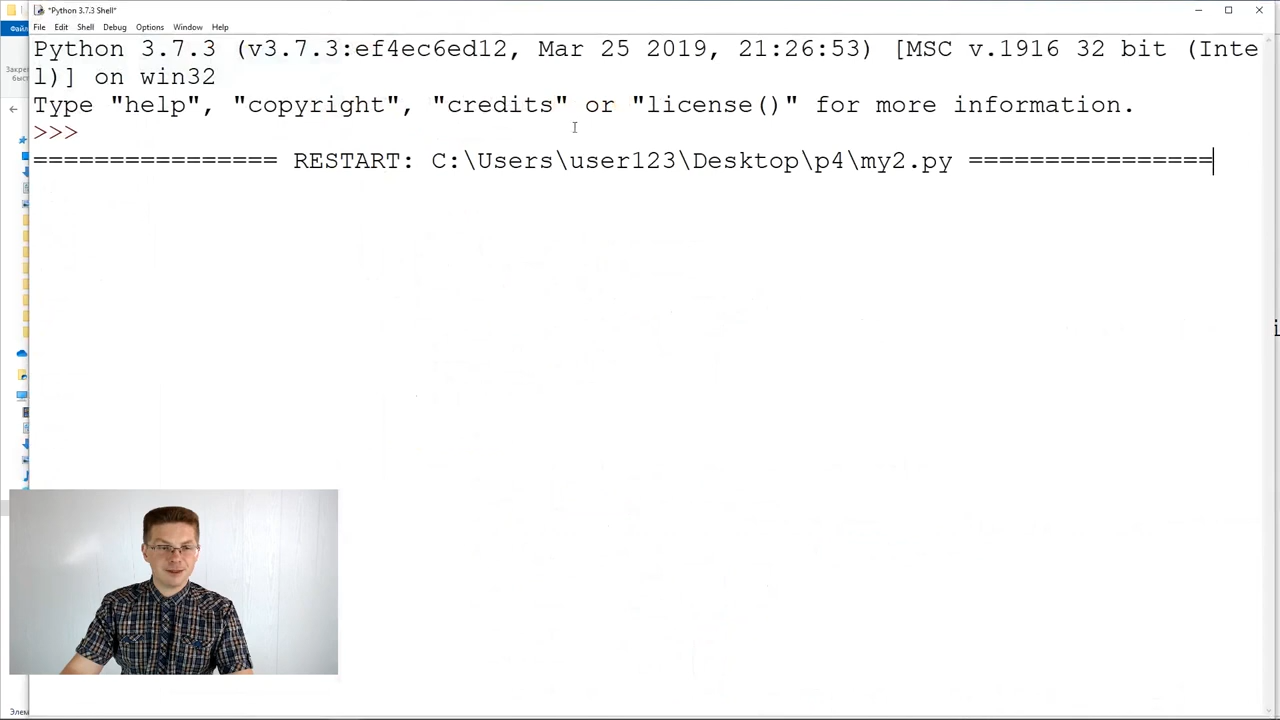 *Python 3.7.3 Shell*
File Edit Shell Debug Options Window Help
Python 3.7.3 (v3.7.3:ef4ec6ed12, Mar 25 2019, 21:26:53) [MSC v.1916 32 bit (Inte
l)] on win32
Type "help", "copyright", "credits" or "license()" for more information.
>>>
================ RESTART: C:\Users\user123\Desktop\p4\my2.py ================